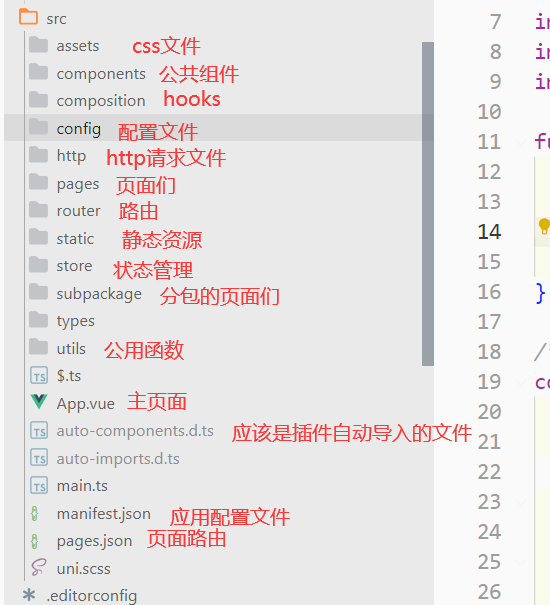 src
assets css文件
components 公共组件
composition hooks
config 配置文件
http http请求文件
pages 页面们
router 路由
static 静态资源
store 状态管理
subpackage 分包的页面们
types
utils 公用函数
$.ts
App.vue 主页面
auto-components.d.ts 应该是插件自动导入的文件
auto-imports.d.ts
main.ts
manifest.json 应用配置文件
pages.json 页面路由
uni.scss
.editorconfig
7 in
8 in
9 in
10
11 fu
12
13
14
15
16 }
17
18 /*
19 co
20
21
22
23
24
25
26